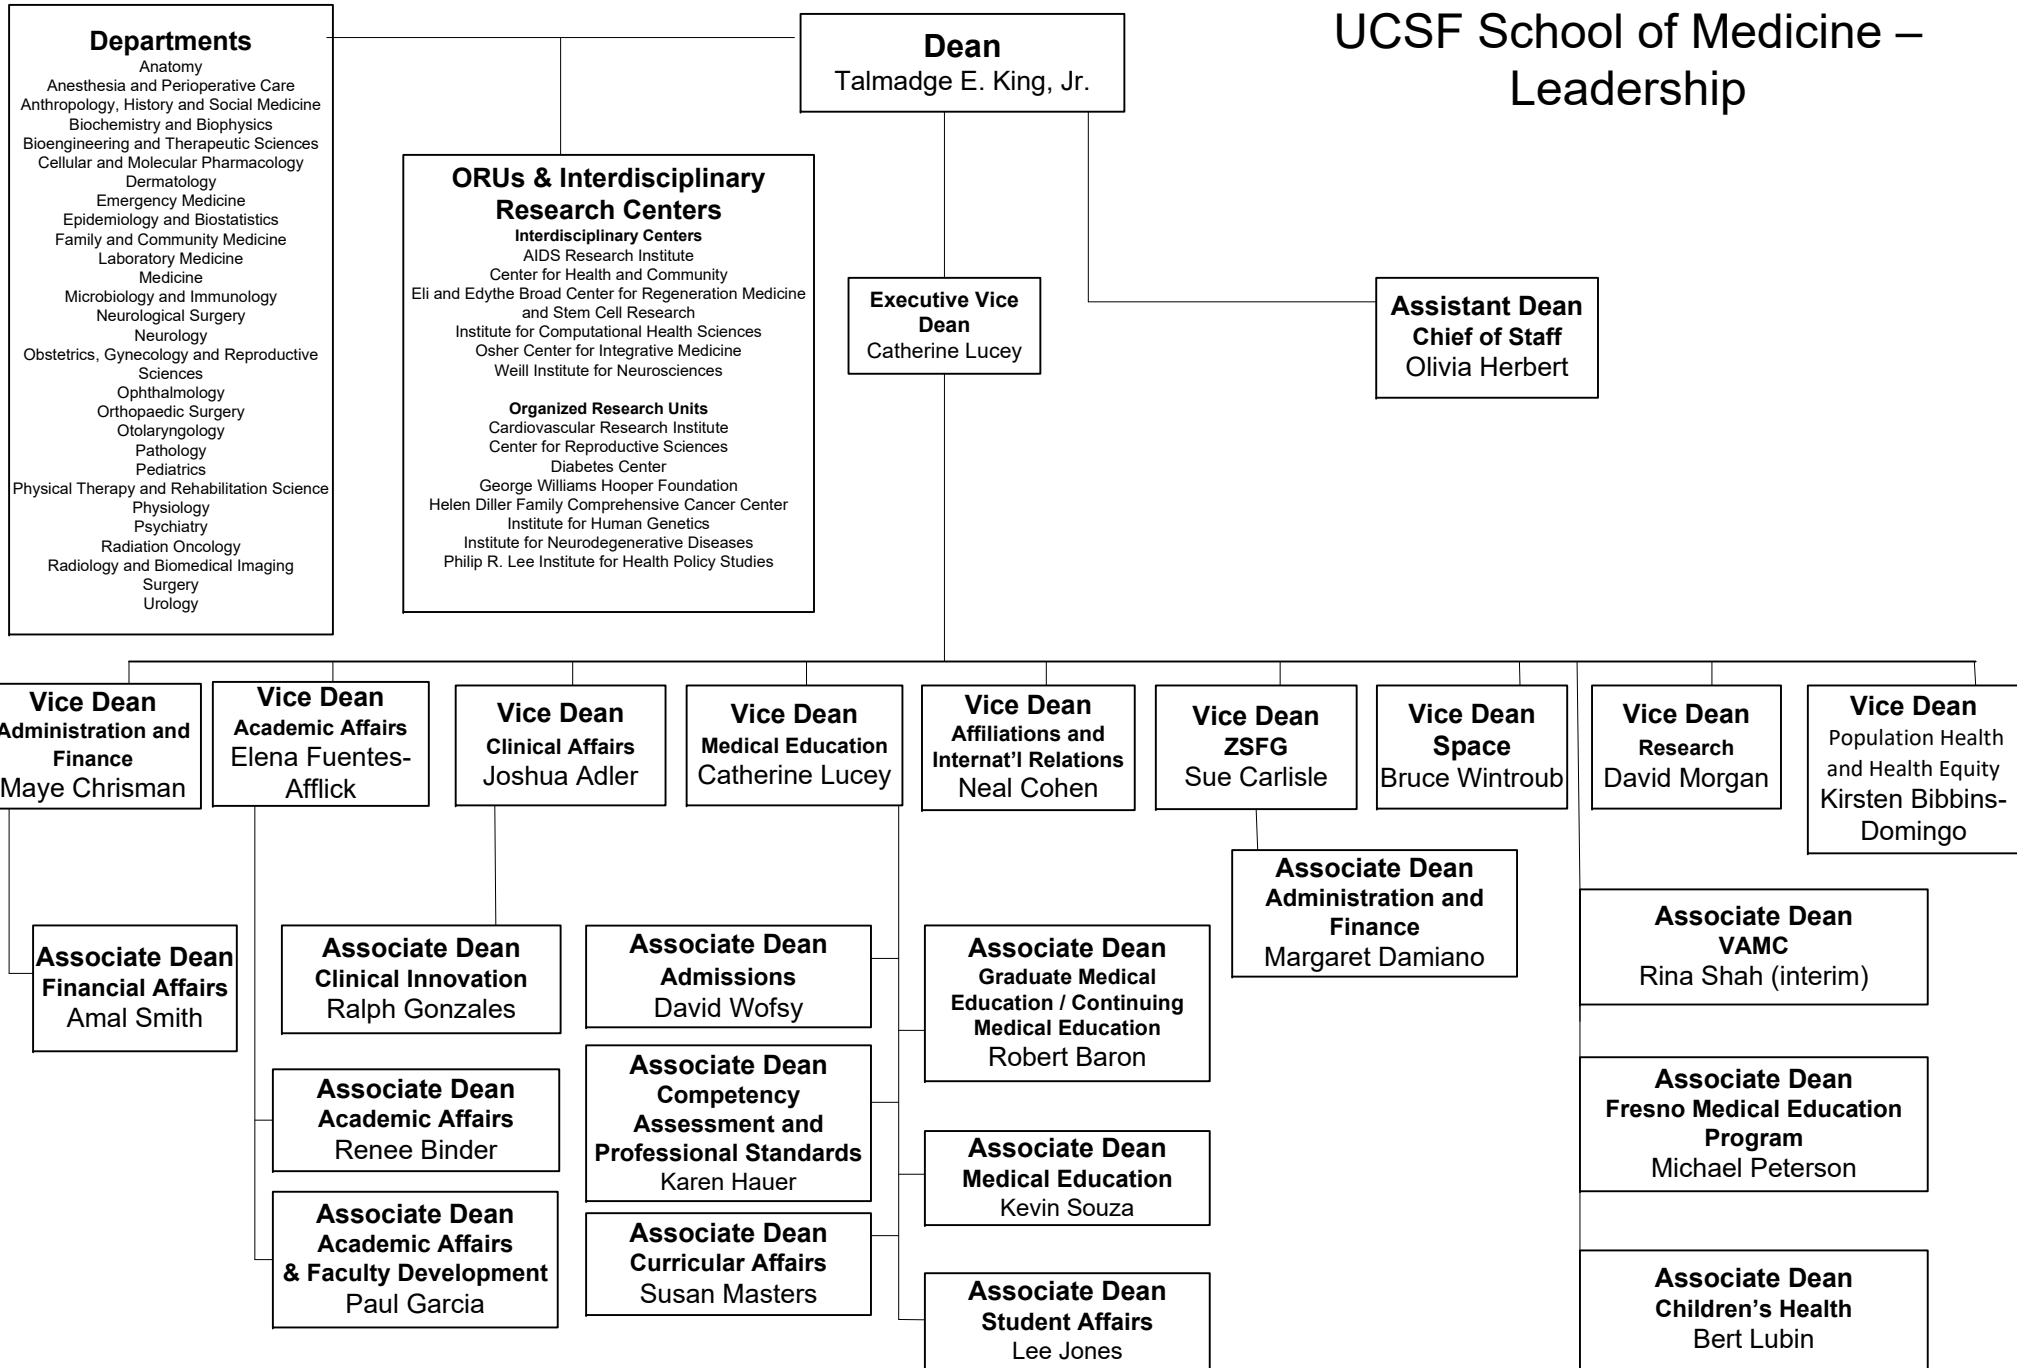 UCSF School of Medicine –
Leadership
Departments
Anatomy
Anesthesia and Perioperative Care
Anthropology, History and Social Medicine
Biochemistry and Biophysics
Bioengineering and Therapeutic Sciences
Cellular and Molecular Pharmacology
Dermatology
Emergency Medicine
Epidemiology and Biostatistics
Family and Community Medicine
Laboratory Medicine
Medicine
Microbiology and Immunology
Neurological Surgery
Neurology
Obstetrics, Gynecology and Reproductive
Sciences
Ophthalmology
Orthopaedic Surgery
Otolaryngology
Pathology
Pediatrics
Physical Therapy and Rehabilitation Science
Physiology
Psychiatry
Radiation Oncology
Radiology and Biomedical Imaging
Surgery
Urology
Dean
Talmadge E. King, Jr.
ORUs & Interdisciplinary
Research Centers
Interdisciplinary Centers
AIDS Research Institute
Center for Health and Community
Eli and Edythe Broad Center for Regeneration Medicine
and Stem Cell Research
Institute for Computational Health Sciences
Osher Center for Integrative Medicine
Weill Institute for Neurosciences
Organized Research Units
Cardiovascular Research Institute
Center for Reproductive Sciences
Diabetes Center
George Williams Hooper Foundation
Helen Diller Family Comprehensive Cancer Center
Institute for Human Genetics
Institute for Neurodegenerative Diseases
Philip R. Lee Institute for Health Policy Studies
Executive Vice
Dean
Catherine Lucey
Assistant Dean
Chief of Staff
Olivia Herbert
Vice Dean
Administration and
Finance
Maye Chrisman
Vice Dean
Academic Affairs
Elena Fuentes-
Afflick
Vice Dean
Clinical Affairs
Joshua Adler
Vice Dean
Medical Education
Catherine Lucey
Vice Dean
Affiliations and
Internat'l Relations
Neal Cohen
Vice Dean
ZSFG
Sue Carlisle
Vice Dean
Space
Bruce Wintroub
Vice Dean
Research
David Morgan
Vice Dean
Population Health
and Health Equity
Kirsten Bibbins-
Domingo
Associate Dean
Financial Affairs
Amal Smith
Associate Dean
Clinical Innovation
Ralph Gonzales
Associate Dean
Academic Affairs
Renee Binder
Associate Dean
Academic Affairs
& Faculty Development
Paul Garcia
Associate Dean
Admissions
David Wofsy
Associate Dean
Competency
Assessment and
Professional Standards
Karen Hauer
Associate Dean
Curricular Affairs
Susan Masters
Associate Dean
Graduate Medical
Education / Continuing
Medical Education
Robert Baron
Associate Dean
Medical Education
Kevin Souza
Associate Dean
Student Affairs
Lee Jones
Associate Dean
Administration and
Finance
Margaret Damiano
Associate Dean
VAMC
Rina Shah (interim)
Associate Dean
Fresno Medical Education
Program
Michael Peterson
Associate Dean
Children's Health
Bert Lubin